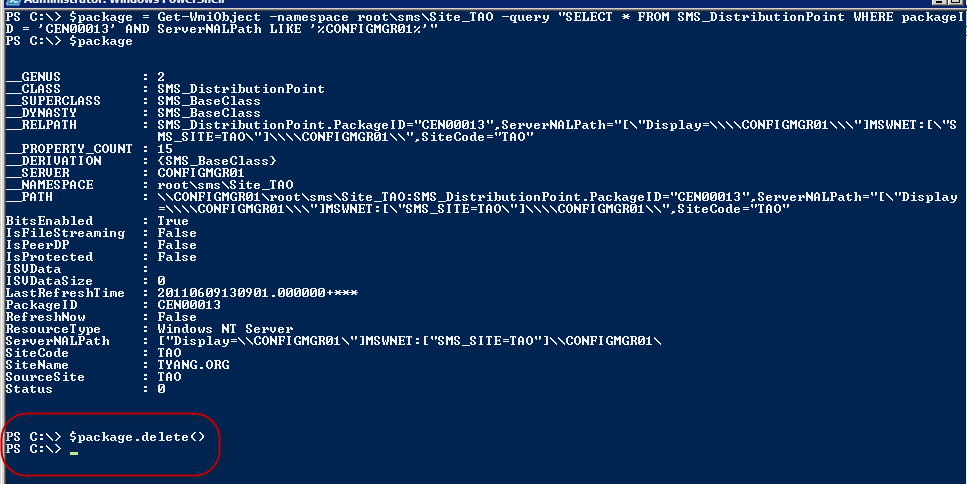 Administrator: Windows PowerShell
PS C:\> $package = Get-WmiObject -namespace root\sms\Site_TAO -query "SELECT * FROM SMS_DistributionPoint WHERE packageI
D = 'CEN00013' AND ServerNALPath LIKE '%CONFIGMGR01%'"
PS C:\> $package
__GENUS : 2
__CLASS : SMS_DistributionPoint
__SUPERCLASS : SMS_BaseClass
__DYNASTY : SMS_BaseClass
__RELPATH : SMS_DistributionPoint.PackageID="CEN00013",ServerNALPath="[\"Display=\\\\CONFIGMGR01\\\"]MSWNET:[\"S
MS_SITE=TAO\"]\\\\CONFIGMGR01\\",SiteCode="TAO"
__PROPERTY_COUNT : 15
__DERIVATION : {SMS_BaseClass}
__SERVER : CONFIGMGR01
__NAMESPACE : root\sms\Site_TAO
__PATH : \\CONFIGMGR01\root\sms\Site_TAO:SMS_DistributionPoint.PackageID="CEN00013",ServerNALPath="[\"Display
=\\\\CONFIGMGR01\\\"]MSWNET:[\"SMS_SITE=TAO\"]\\\\CONFIGMGR01\\",SiteCode="TAO"
BitsEnabled : True
IsFileStreaming : False
IsPeerDP : False
IsProtected : False
ISVData :
ISVDataSize : 0
LastRefreshTime : 20110609130901.000000+***
PackageID : CEN00013
RefreshNow : False
ResourceType : Windows NT Server
ServerNALPath : ["Display=\\CONFIGMGR01\"]MSWNET:["SMS_SITE=TAO"]\\CONFIGMGR01\
SiteCode : TAO
SiteName : TYANG.ORG
SourceSite : TAO
Status : 0
PS C:\> $package.delete()
PS C:\> _